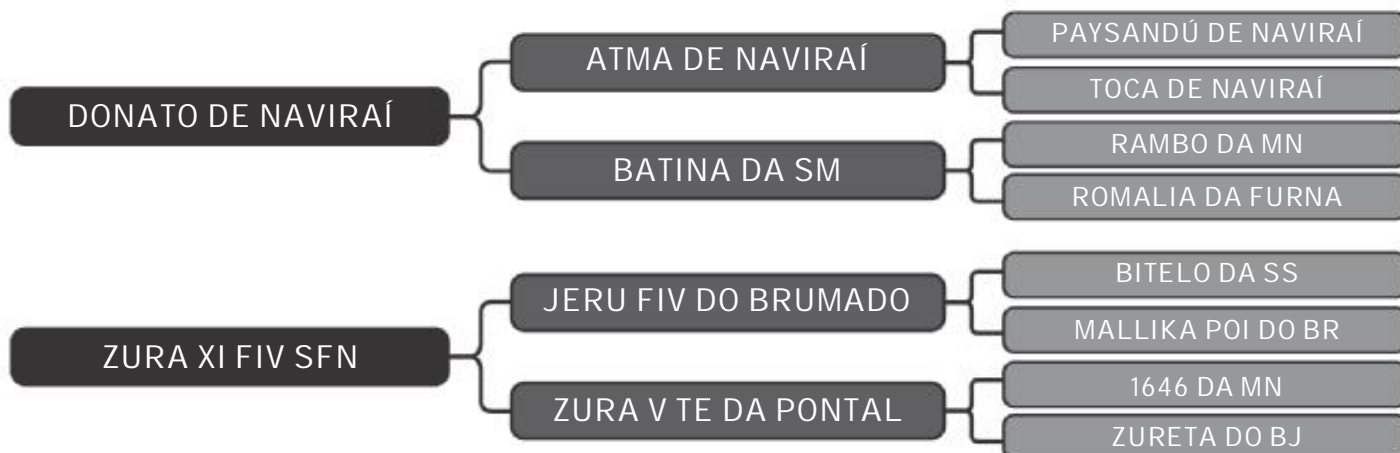 DONATO DE NAVIRAÍ
ATMA DE NAVIRAÍ
PAYSANDÚ DE NAVIRAÍ
TOCA DE NAVIRAÍ
BATINA DA SM
RAMBO DA MN
ROMALIA DA FURNA
ZURA XI FIV SFN
JERU FIV DO BRUMADO
BITELO DA SS
MALLIKA POI DO BR
ZURA V TE DA PONTAL
1646 DA MN
ZURETA DO BJ